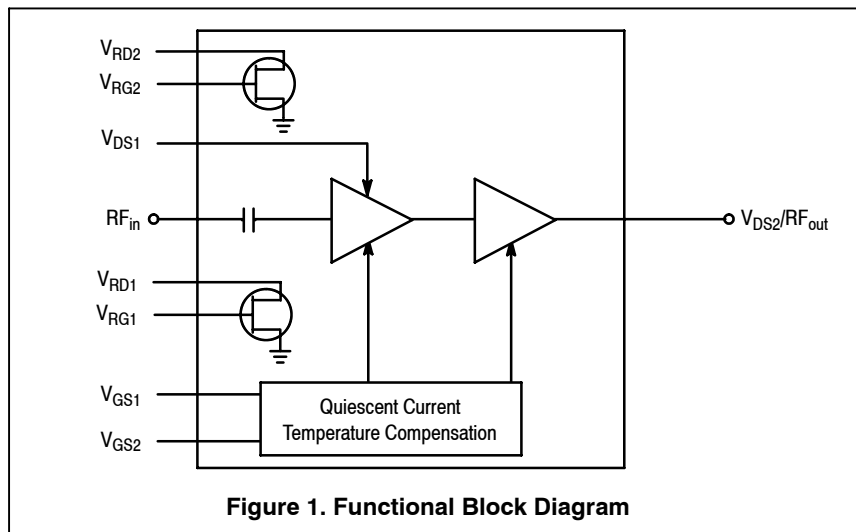 VRD2
VRG2
VDS1
RFin
VDS2/RFout
VRD1
VRG1
VGS1
VGS2
Quiescent Current
Temperature Compensation
Figure 1. Functional Block Diagram